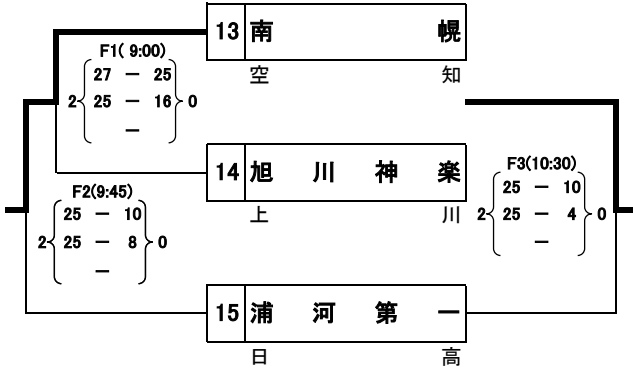 13 南 幌
空 知
F1( 9:00)
27 － 25
2 25 － 16 0
－
14 旭 川 神 楽
上 川
F2(9:45)
25 － 10
2 25 － 8 0
－
F3(10:30)
25 － 10
2 25 － 4 0
－
15 浦 河 第 一
日 高